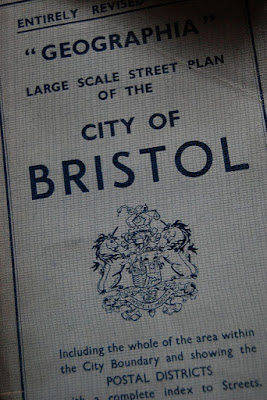 ENTIRELY REVISED
"GEOGRAPHIA"
LARGE SCALE STREET PLAN
OF THE
CITY OF
BRISTOL
Including the whole of the area within
the City Boundary and showing the
POSTAL DISTRICTS
with a complete index to Streets,